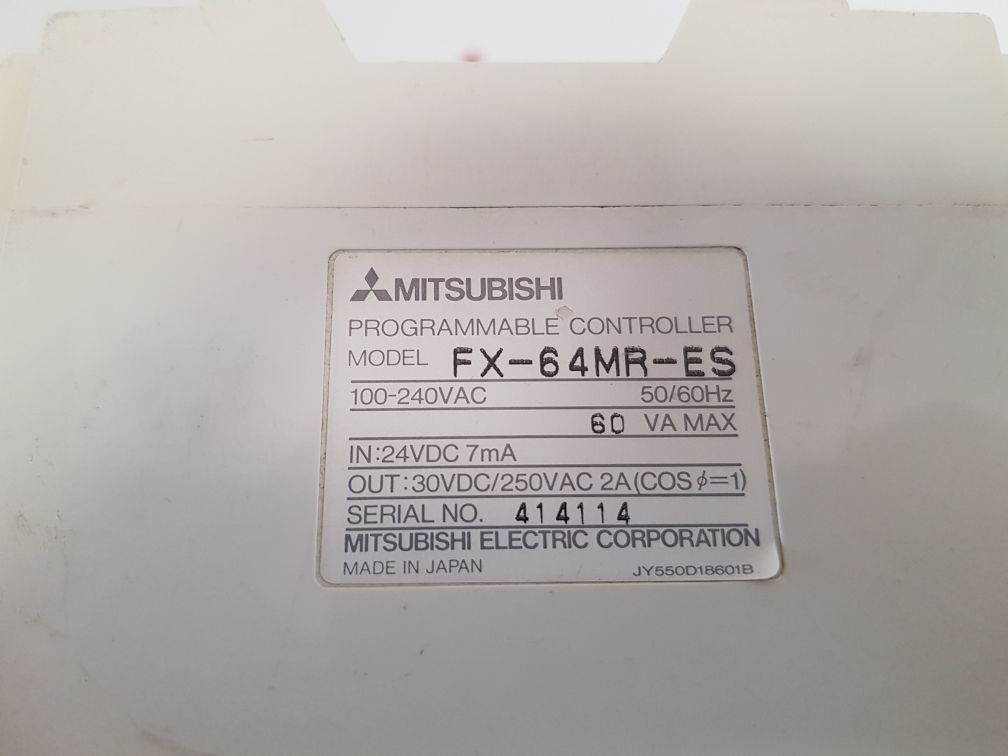 MITSUBISHI
PROGRAMMABLE CONTROLLER
MODEL FX-64MR-ES
100-240VAC 50/60Hz
60 VA MAX
IN:24VDC 7mA
OUT:30VDC/250VAC 2A(COS φ=1)
SERIAL NO. 414114
MITSUBISHI ELECTRIC CORPORATION
MADE IN JAPAN JY550D18601B